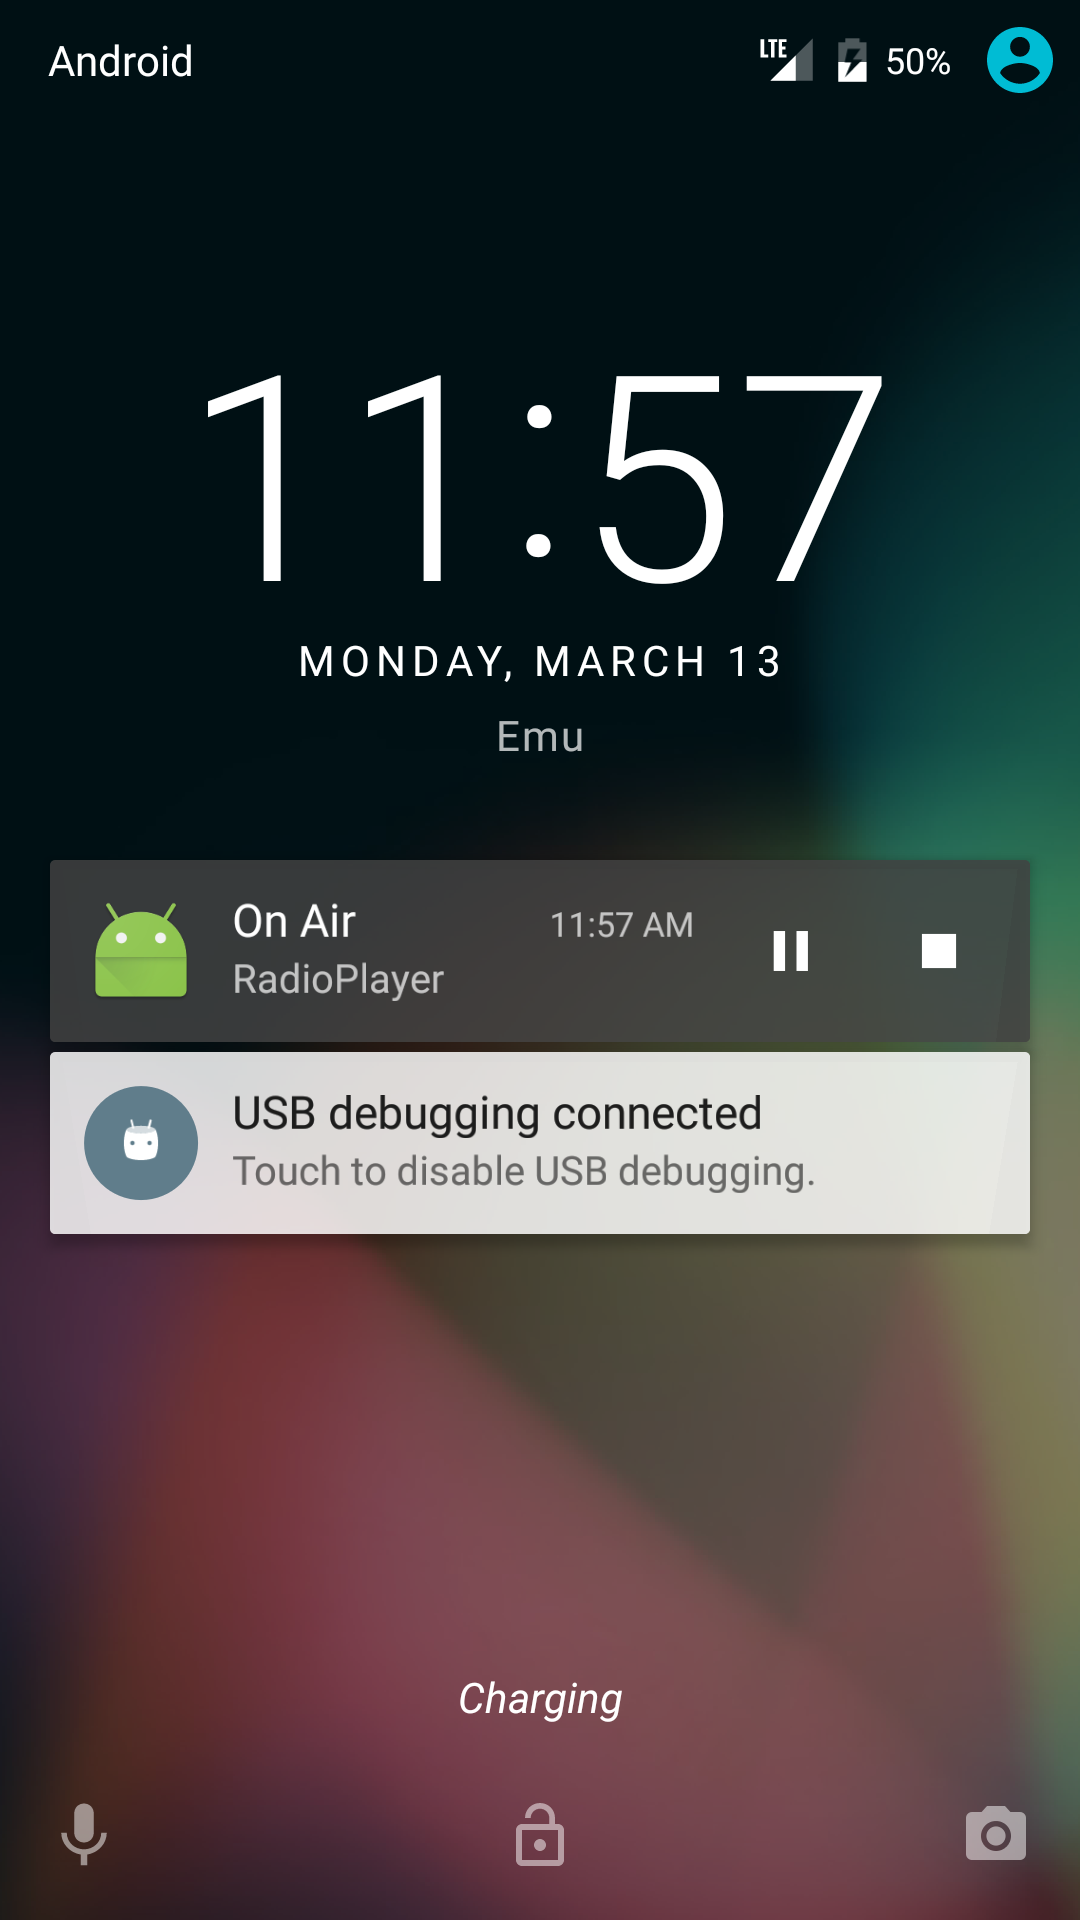 Android
LTE
50%
11:57
MONDAY, MARCH 13
Emu
On Air
11:57 AM
RadioPlayer
USB debugging connected
Touch to disable USB debugging.
Charging